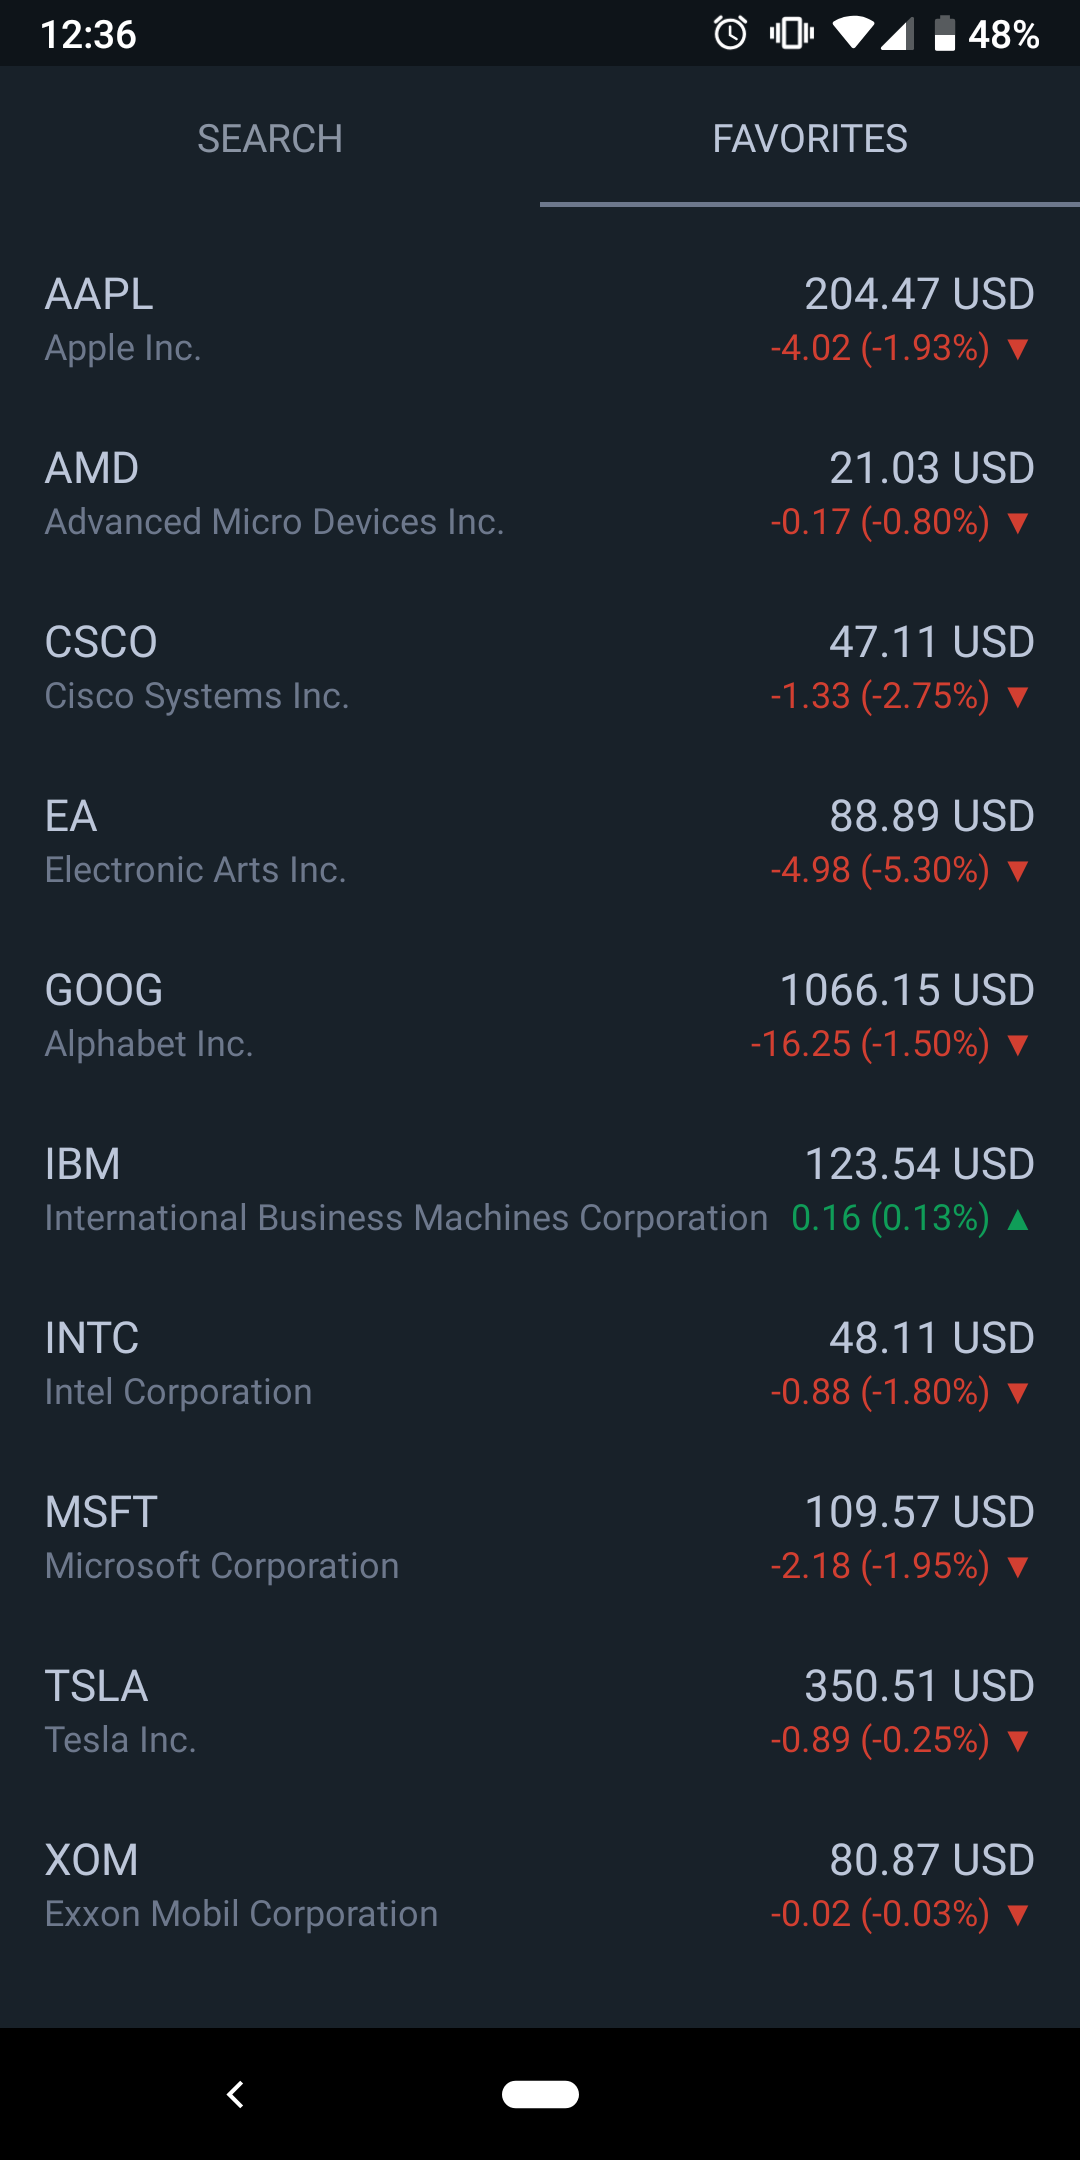 12:36 48%
SEARCH FAVORITES
AAPL 204.47 USD
Apple Inc. -4.02 (-1.93%) ▼
AMD 21.03 USD
Advanced Micro Devices Inc. -0.17 (-0.80%) ▼
CSCO 47.11 USD
Cisco Systems Inc. -1.33 (-2.75%) ▼
EA 88.89 USD
Electronic Arts Inc. -4.98 (-5.30%) ▼
GOOG 1066.15 USD
Alphabet Inc. -16.25 (-1.50%) ▼
IBM 123.54 USD
International Business Machines Corporation 0.16 (0.13%) ▲
INTC 48.11 USD
Intel Corporation -0.88 (-1.80%) ▼
MSFT 109.57 USD
Microsoft Corporation -2.18 (-1.95%) ▼
TSLA 350.51 USD
Tesla Inc. -0.89 (-0.25%) ▼
XOM 80.87 USD
Exxon Mobil Corporation -0.02 (-0.03%) ▼